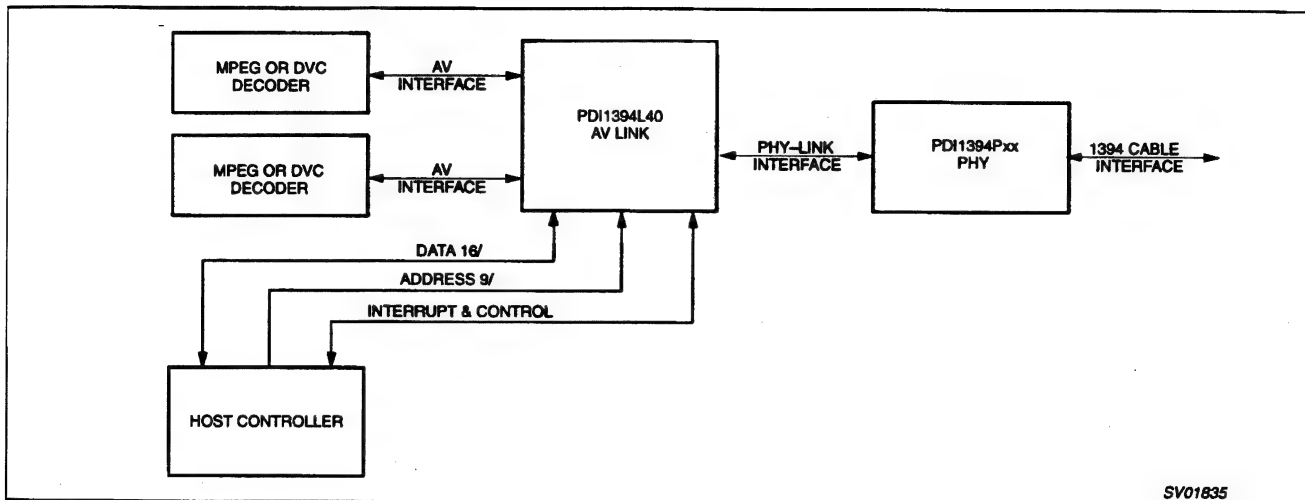 MPEG OR DVC
DECODER
AV
INTERFACE
PDI1394L40
AV LINK
PHY–LINK
INTERFACE
PDI1394Pxx
PHY
1394 CABLE
INTERFACE
MPEG OR DVC
DECODER
AV
INTERFACE
DATA 16/
ADDRESS 9/
INTERRUPT & CONTROL
HOST CONTROLLER
SV01835